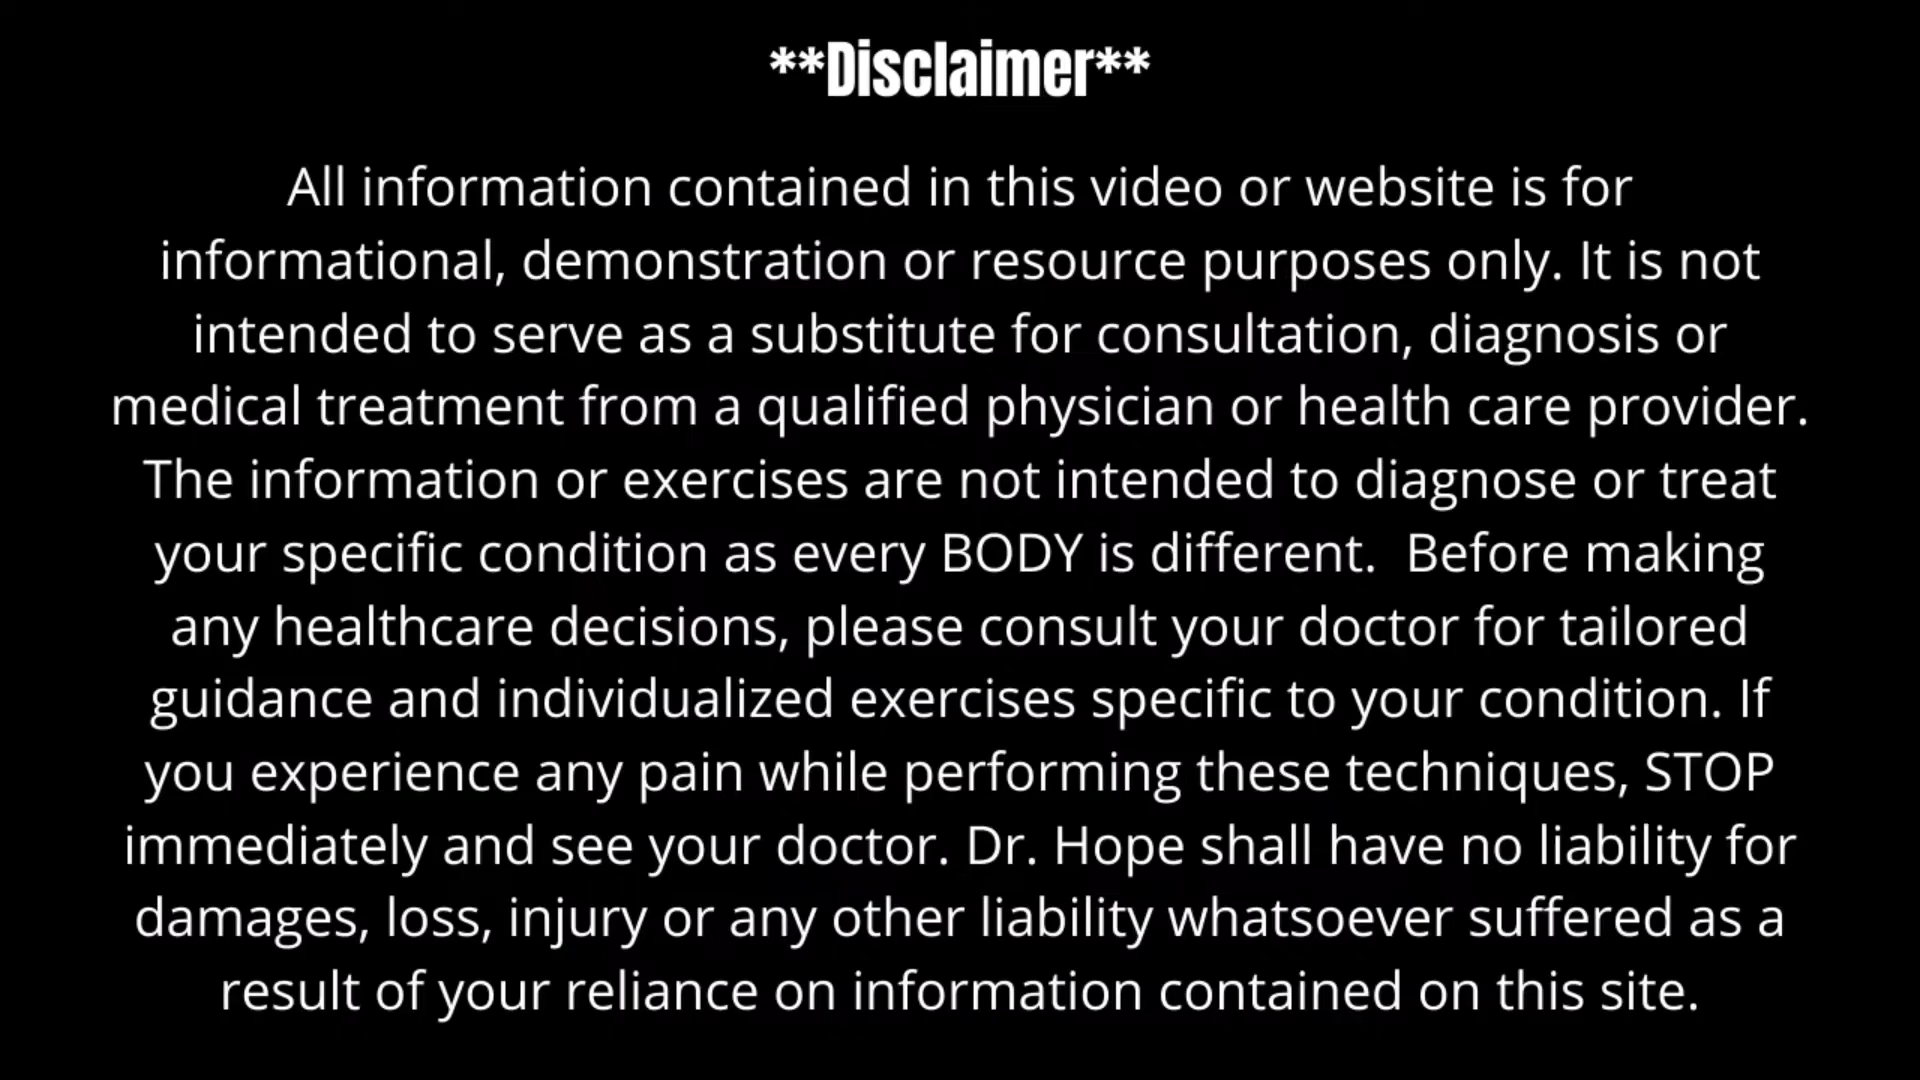 **Disclaimer**
All information contained in this video or website is for
informational, demonstration or resource purposes only. It is not
intended to serve as a substitute for consultation, diagnosis or
medical treatment from a qualified physician or health care provider.
The information or exercises are not intended to diagnose or treat
your specific condition as every BODY is different.  Before making
any healthcare decisions, please consult your doctor for tailored
guidance and individualized exercises specific to your condition. If
you experience any pain while performing these techniques, STOP
immediately and see your doctor. Dr. Hope shall have no liability for
damages, loss, injury or any other liability whatsoever suffered as a
result of your reliance on information contained on this site.